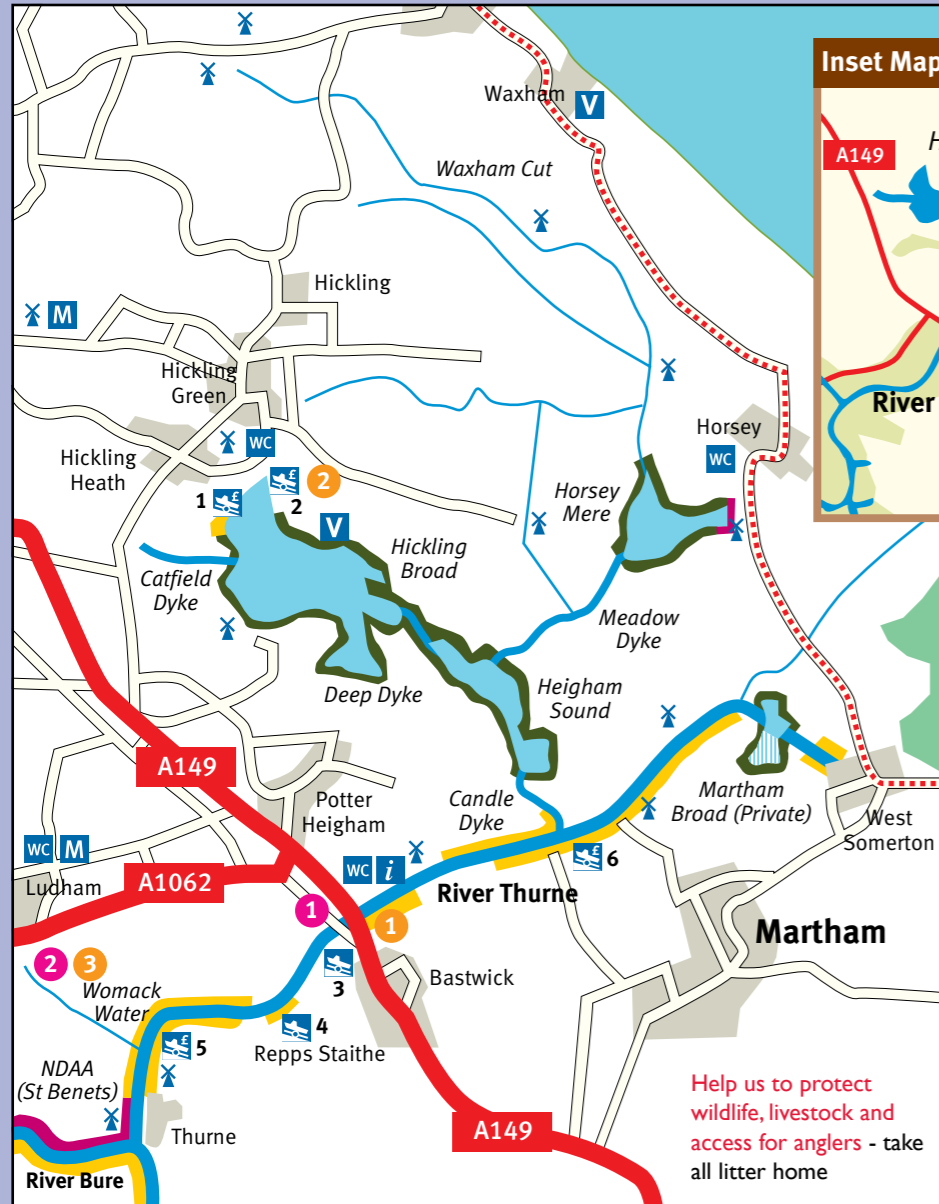 Waxham
V
Inset Map
A149
H
River
Waxham Cut
Hickling
M
Hickling
Green
WC
Hickling
Heath
Horsey
WC
1
2
2
V
Horsey
Mere
Hickling
Broad
Catfield
Dyke
Meadow
Dyke
Deep Dyke
Heigham
Sound
A149
Potter
Heigham
Candle
Dyke
Martham
Broad (Private)
West
Somerton
WC M
Ludham
A1062
WC i
6
River Thurne
1
1
Martham
2 3
Womack
Water
3
Bastwick
4
Repps Staithe
5
NDAA
(St Benets)
Thurne
River Bure
A149
Help us to protect
wildlife, livestock and
access for anglers - take
all litter home